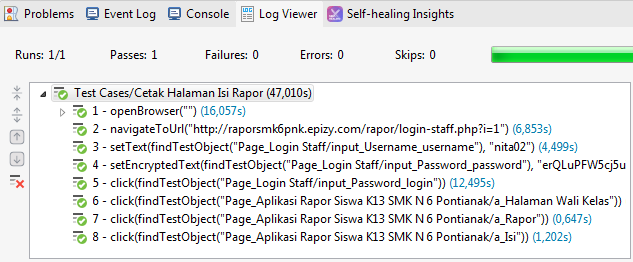 Problems Event Log Console Log Viewer Self-healing Insights
Runs: 1/1 Passes: 1 Failures: 0 Errors: 0 Skips: 0
Test Cases/Cetak Halaman Isi Rapor (47,010s)
1 - openBrowser("") (16,057s)
2 - navigateToUrl("http://raporsmk6pnk.epizy.com/rapor/login-staff.php?i=1") (6,853s)
3 - setText(findTestObject("Page_Login Staff/input_Username_username"), "nita02") (4,499s)
4 - setEncryptedText(findTestObject("Page_Login Staff/input_Password_password"), "erQLuPFW5cj5u
5 - click(findTestObject("Page_Login Staff/input_Password_login")) (12,495s)
6 - click(findTestObject("Page_Aplikasi Rapor Siswa K13 SMK N 6 Pontianak/a_Halaman Wali Kelas"))
7 - click(findTestObject("Page_Aplikasi Rapor Siswa K13 SMK N 6 Pontianak/a_Rapor")) (0,647s)
8 - click(findTestObject("Page_Aplikasi Rapor Siswa K13 SMK N 6 Pontianak/a_Isi")) (1,202s)